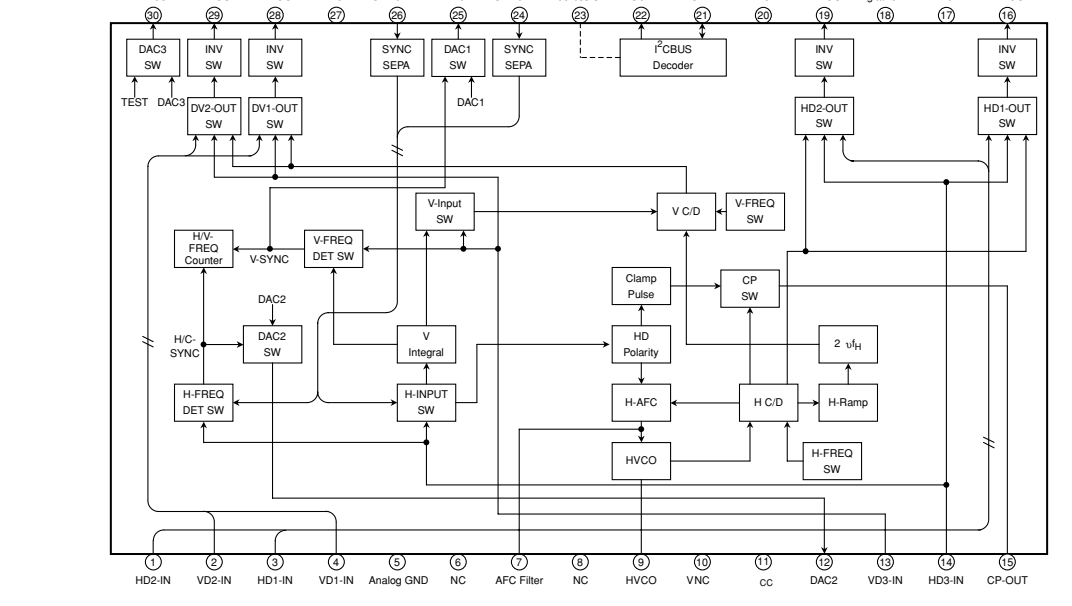 30 29 28 27 26 25 24 23 22 21 20 19 18 17 16
DAC3
SW
INV
SW
INV
SW
SYNC
SEPA
DAC1
SW
SYNC
SEPA
I2CBUS
Decoder
INV
SW
INV
SW
TEST DAC3
DAC1
DV2-OUT
SW
DV1-OUT
SW
HD2-OUT
SW
HD1-OUT
SW
V-Input
SW
V C/D
V-FREQ
SW
H/V-
FREQ
Counter
V-SYNC
V-FREQ
DET SW
Clamp
Pulse
CP
SW
DAC2
H/C-
SYNC
DAC2
SW
V
Integral
HD
Polarity
2 υfH
H-FREQ
DET SW
H-INPUT
SW
H-AFC
H C/D
H-Ramp
HVCO
H-FREQ
SW
1 2 3 4 5 6 7 8 9 10 11 12 13 14 15
HD2-IN VD2-IN HD1-IN VD1-IN Analog GND NC AFC Filter NC HVCO VNC CC DAC2 VD3-IN HD3-IN CP-OUT